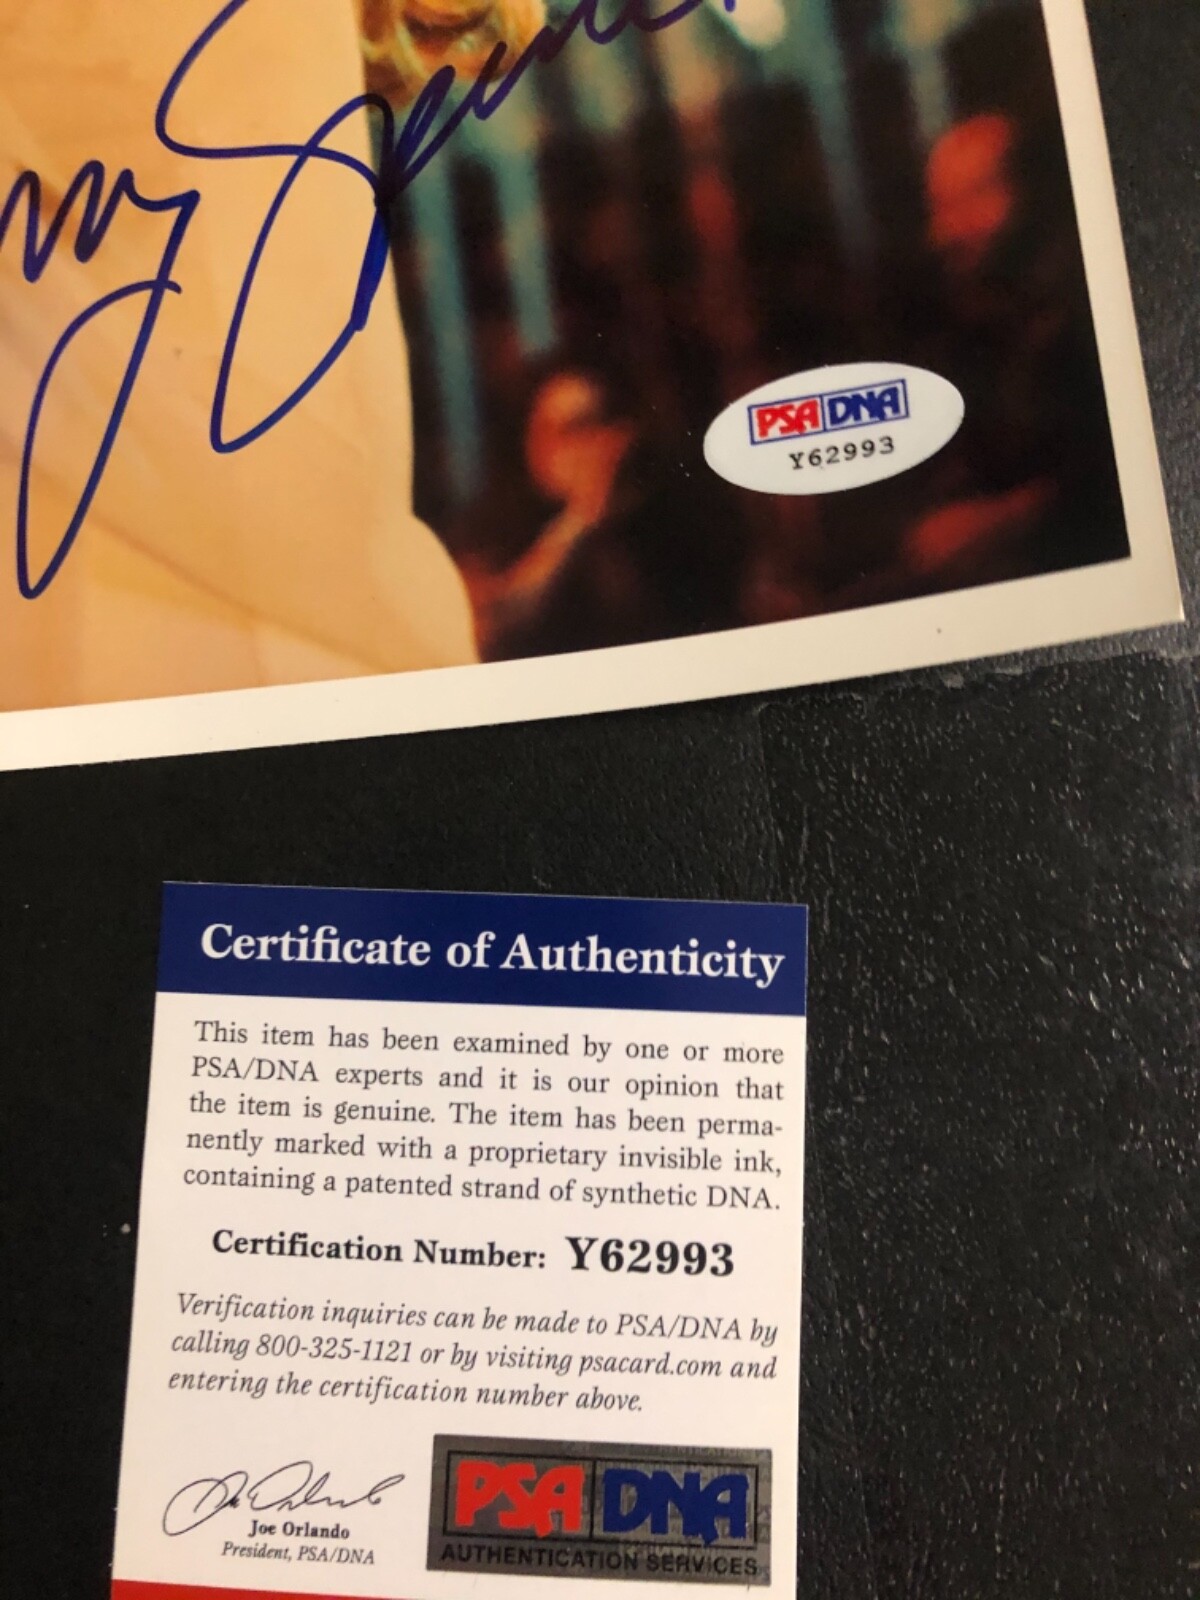 PSA DNA
Y62993
Certificate of Authenticity
This item has been examined by one or more
PSA/DNA experts and it is our opinion that
the item is genuine. The item has been perma-
nently marked with a proprietary invisible ink,
containing a patented strand of synthetic DNA.
Certification Number: Y62993
Verification inquiries can be made to PSA/DNA by
calling 800-325-1121 or by visiting psacard.com and
entering the certification number above.
Joe Orlando
President, PSA/DNA
PSA DNA
AUTHENTICATION SERVICES